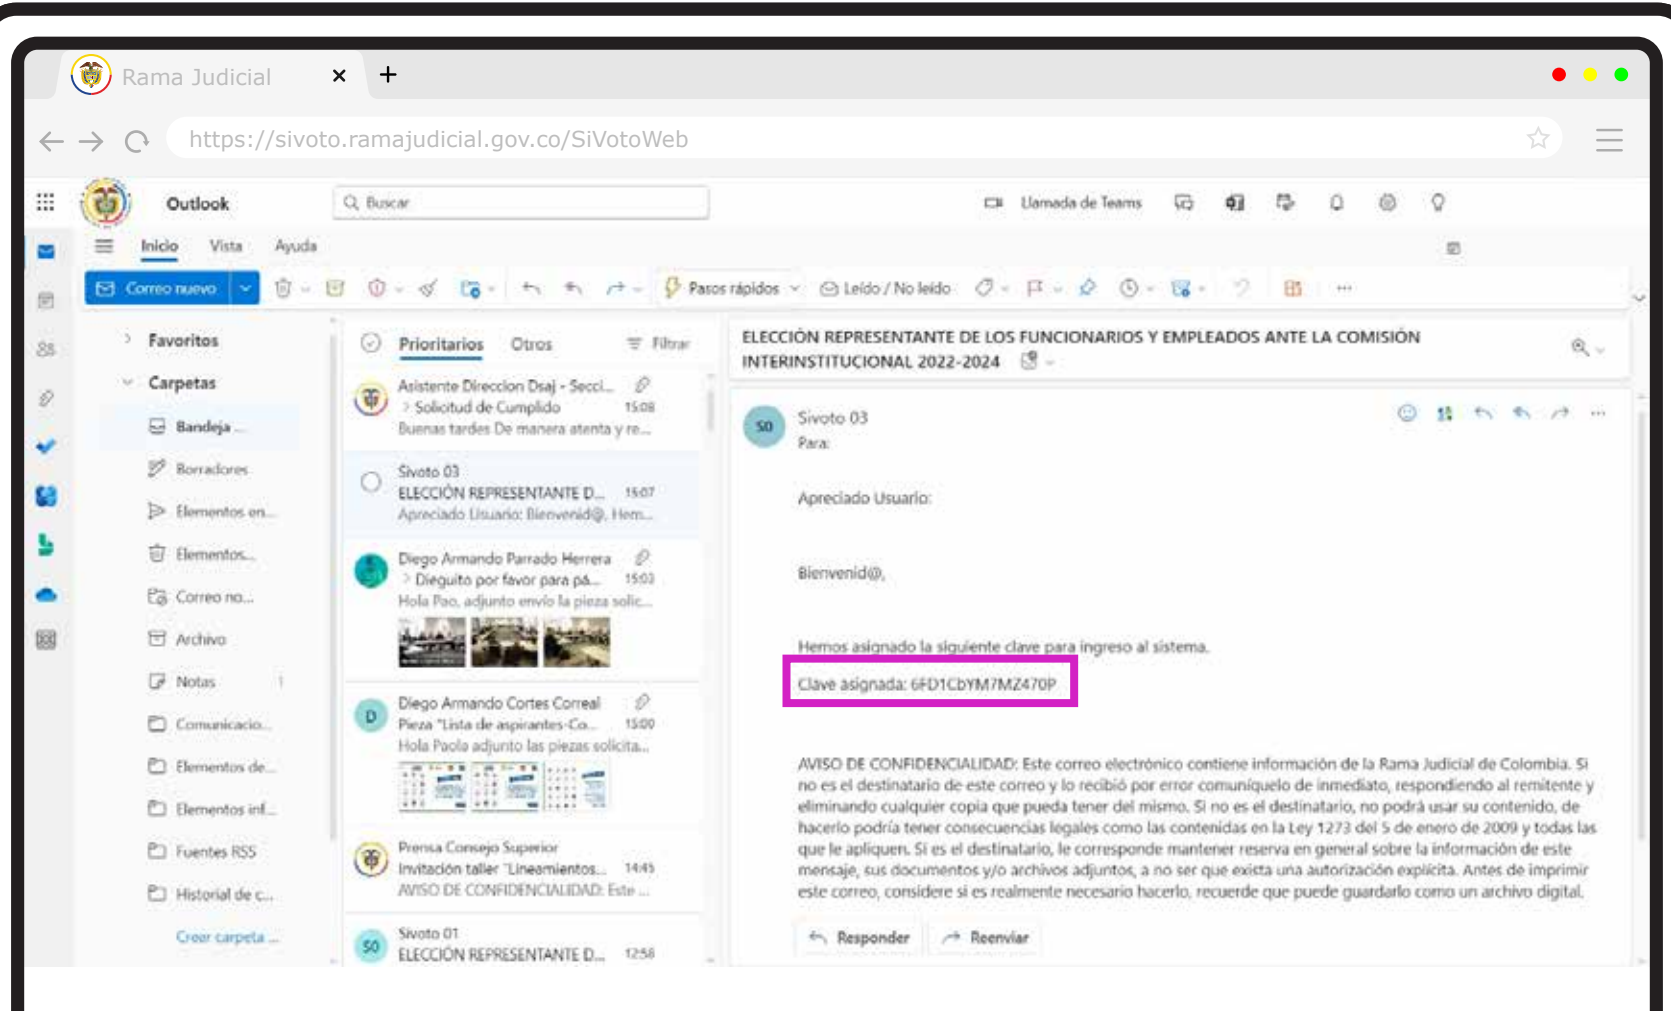 Rama Judicial
https://sivoto.ramajudicial.gov.co/SiVotoWeb
Outlook
Buscar
Llamada de Teams
Inicio Vista Ayuda
Correo nuevo
Pasos rápidos
Leído / No leído
Favoritos
Carpetas
Bandeja ...
Borradores
Elementos en...
Elementos...
Correo no...
Archivo
Notas 1
Comunicacio...
Elementos de...
Elementos inf...
Fuentes RSS
Historial de c...
Crear carpeta ...
Prioritarios Otros Filtrar
Asistente Direccion Dsaj - Secci...
Solicitud de Cumplido 15:08
Buenas tardes De manera atenta y re...
Sivoto 03
ELECCIÓN REPRESENTANTE D... 15:07
Apreciado Usuario: Bienvenid@, Hem...
Diego Armando Parrado Herrera
Dieguito por favor para pá... 15:03
Hola Pao, adjunto envío la pieza solic...
D
Diego Armando Cortes Correal
Pieza "Lista de aspirantes-Co... 15:00
Hola Paola adjunto las piezas solicita...
Prensa Consejo Superior
Invitación taller "Lineamientos... 14:45
AVISO DE CONFIDENCIALIDAD: Este ...
S0
Sivoto 01
ELECCIÓN REPRESENTANTE D... 12:58
ELECCIÓN REPRESENTANTE DE LOS FUNCIONARIOS Y EMPLEADOS ANTE LA COMISIÓN
INTERINSTITUCIONAL 2022-2024
S0
Sivoto 03
Para:
Apreciado Usuario:
Bienvenid@,
Hemos asignado la siguiente clave para ingreso al sistema.
Clave asignada: 6FD1CbYM7MZ470P
AVISO DE CONFIDENCIALIDAD: Este correo electrónico contiene información de la Rama Judicial de Colombia. Si
no es el destinatario de este correo y lo recibió por error comuníquelo de inmediato, respondiendo al remitente y
eliminando cualquier copia que pueda tener del mismo. Si no es el destinatario, no podrá usar su contenido, de
hacerlo podría tener consecuencias legales como las contenidas en la Ley 1273 del 5 de enero de 2009 y todas las
que le apliquen. Si es el destinatario, le corresponde mantener reserva en general sobre la información de este
mensaje, sus documentos y/o archivos adjuntos, a no ser que exista una autorización explícita. Antes de imprimir
este correo, considere si es realmente necesario hacerlo, recuerde que puede guardarlo como un archivo digital.
Responder
Reenviar